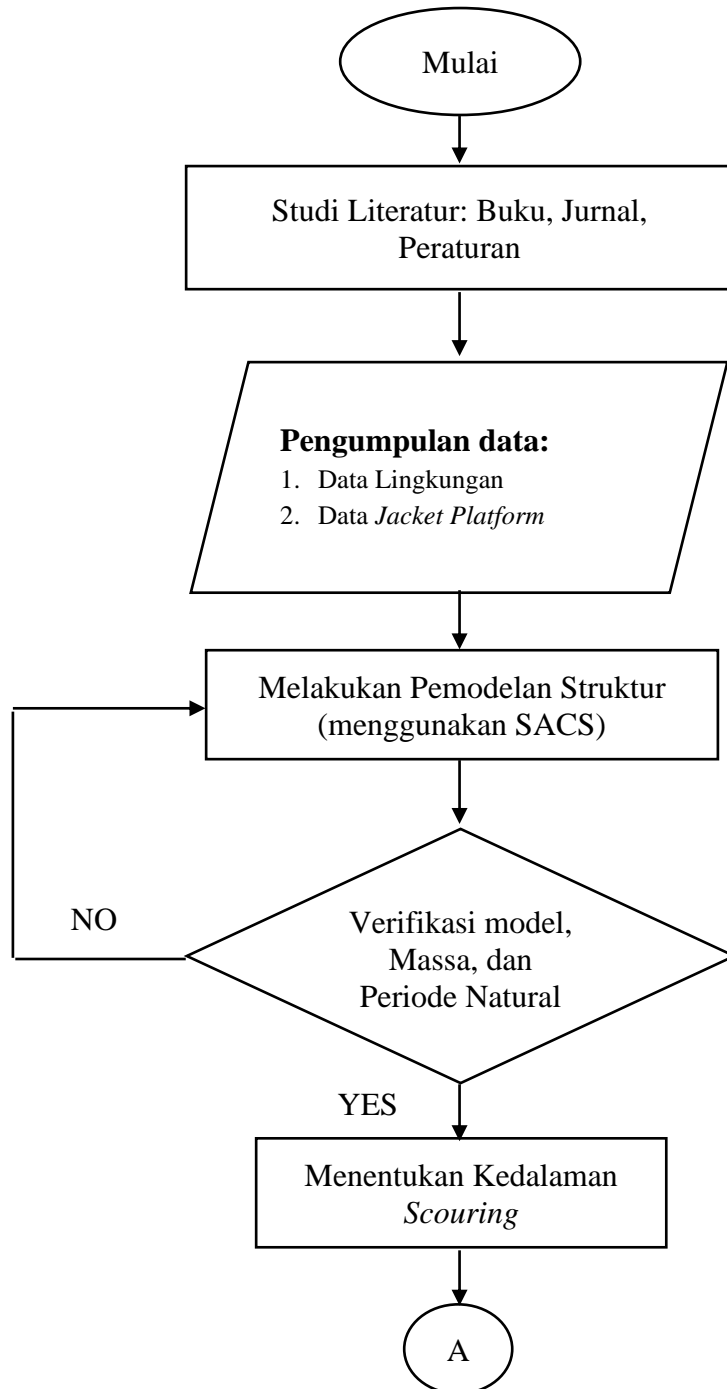 Mulai
Studi Literatur: Buku, Jurnal,
Peraturan
Pengumpulan data:
1. Data Lingkungan
2. Data Jacket Platform
Melakukan Pemodelan Struktur
(menggunakan SACS)
NO
Verifikasi model,
Massa, dan
Periode Natural
YES
Menentukan Kedalaman
Scouring
A